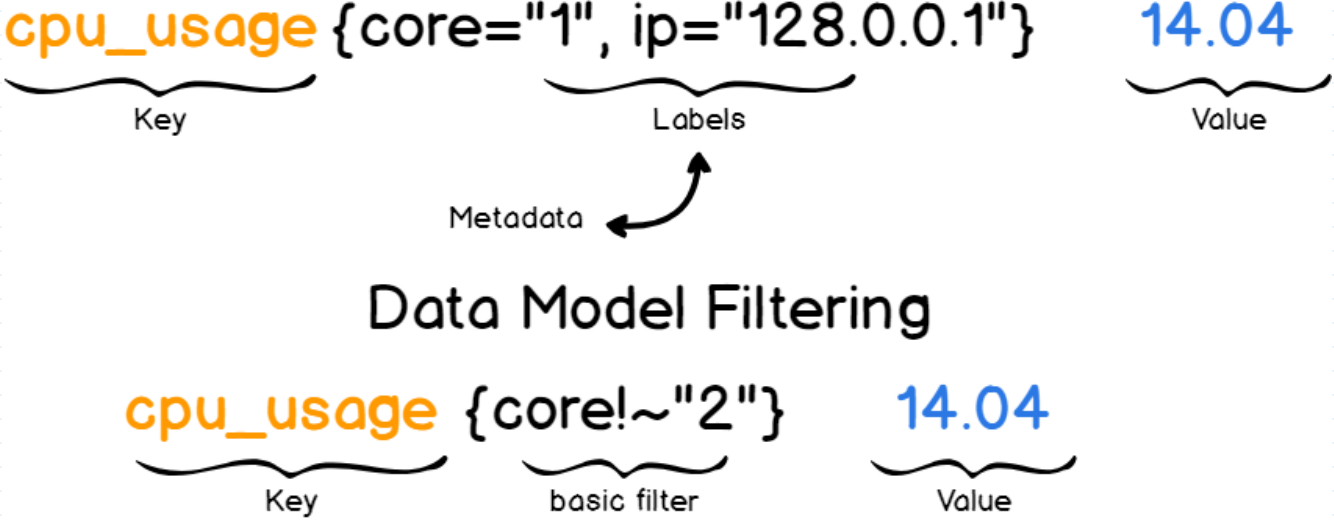 cpu_usage {core="1", ip="128.0.0.1"} 14.04
Key Labels Value
Metadata
Data Model Filtering
cpu_usage {core!~"2"} 14.04
Key basic filter Value